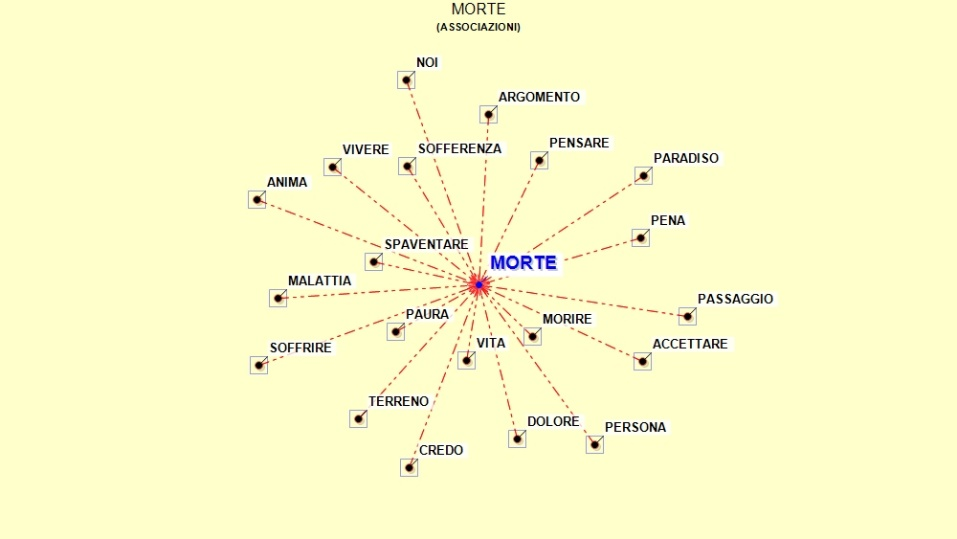 MORTE
(ASSOCIAZIONI)
NOI
ARGOMENTO
PENSARE
VIVERE
SOFFERENZA
PARADISO
ANIMA
PENA
SPAVENTARE
MORTE
MALATTIA
PASSAGGIO
PAURA
MORIRE
VITA
ACCETTARE
SOFFRIRE
TERRENO
DOLORE
PERSONA
CREDO